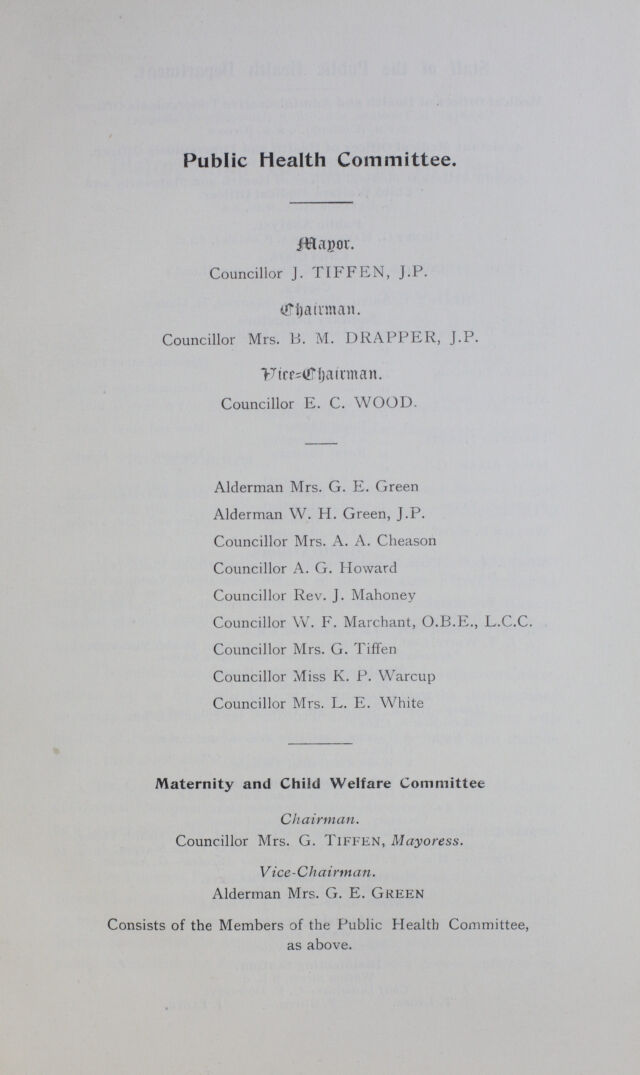 Public Health Committee.
Mayor.
Councillor J. TIFFEN, J.P.
Chairman.
Councillor Mrs. B. M. DRAPPER, J.P.
Vice=Chairman.
Councillor E. C. WOOD.
Alderman Mrs. G. E. Green
Alderman W. H. Green, J.P.
Councillor Mrs. A. A. Cheason
Councillor A. G. Howard
Councillor Rev. J. Mahoney
Councillor W. F. Marchant, O.B.E., L.C.C.
Councillor Mrs. G. Tiffen
Councillor Miss K. P. Warcup
Councillor Mrs. L. E. White
Maternity and Child Welfare Committee
Chairman.
Councillor Mrs. G. TIFFEN, Mayoress.
Vice-Chairman.
Alderman Mrs. G. E. GREEN
Consists of the Members of the Public Health Committee,
as above.